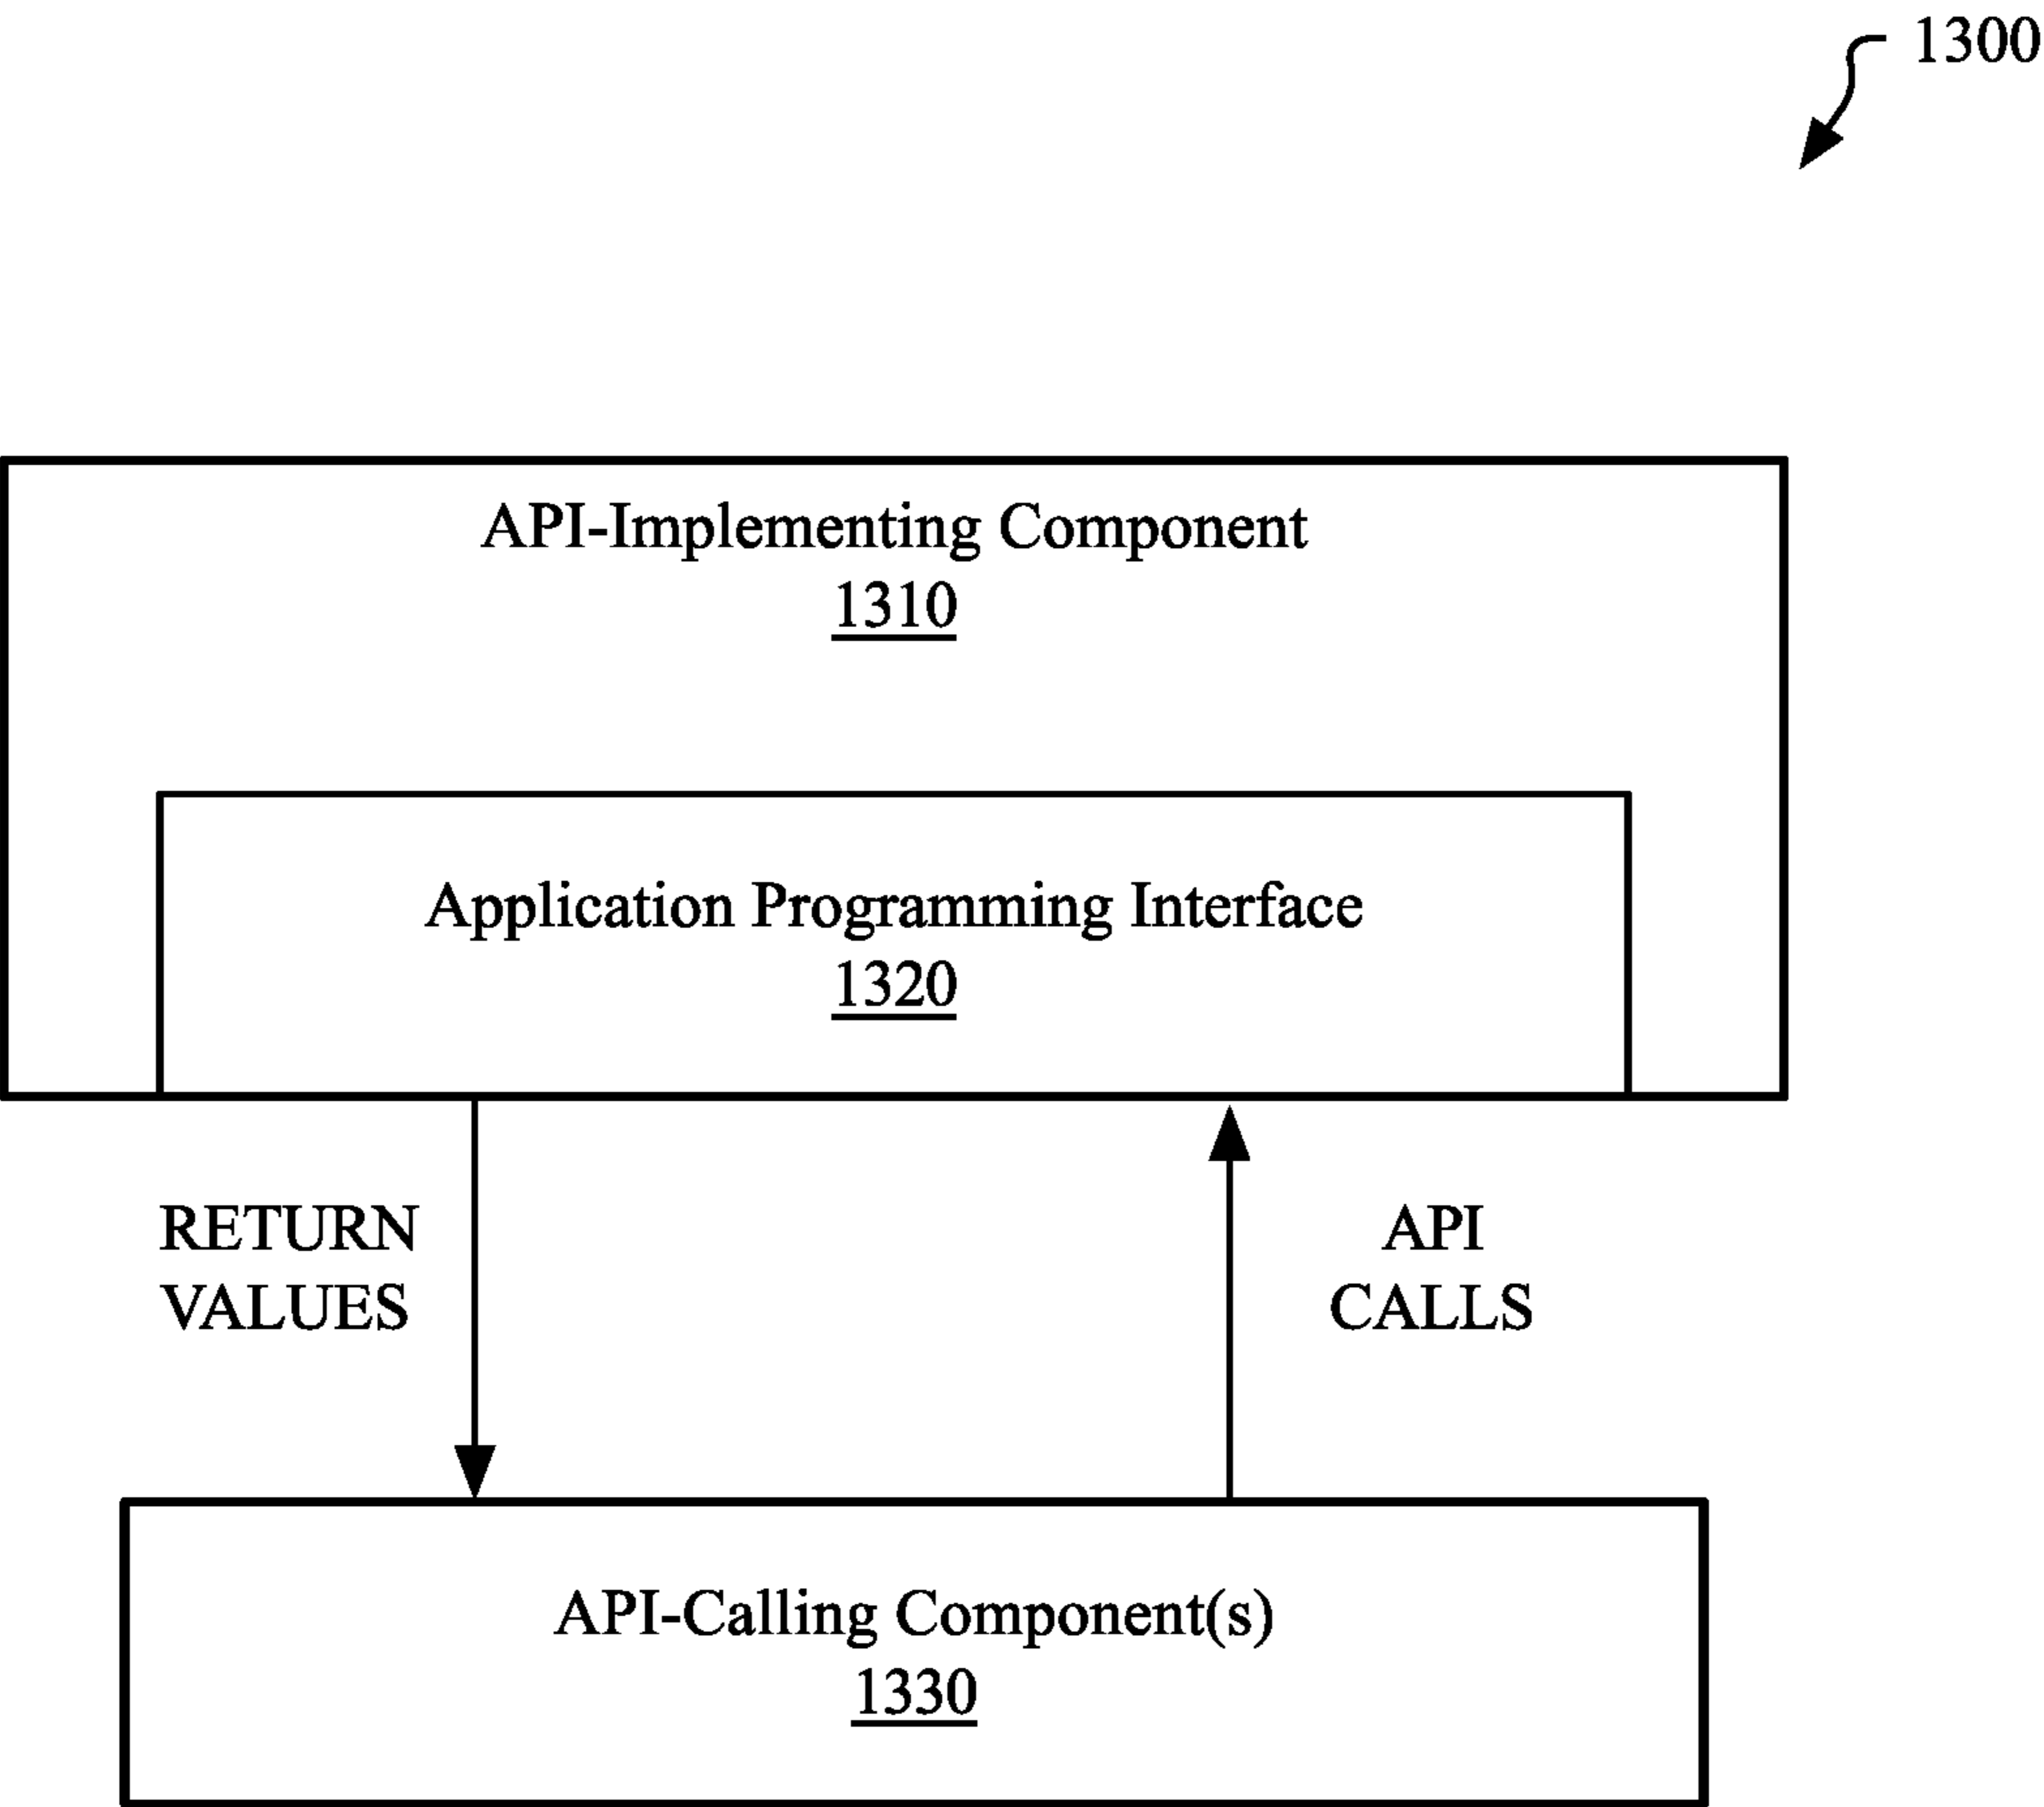 1300
API-Implementing Component
1310
Application Programming Interface
1320
RETURN
VALUES
API
CALLS
API-Calling Component(s)
1330